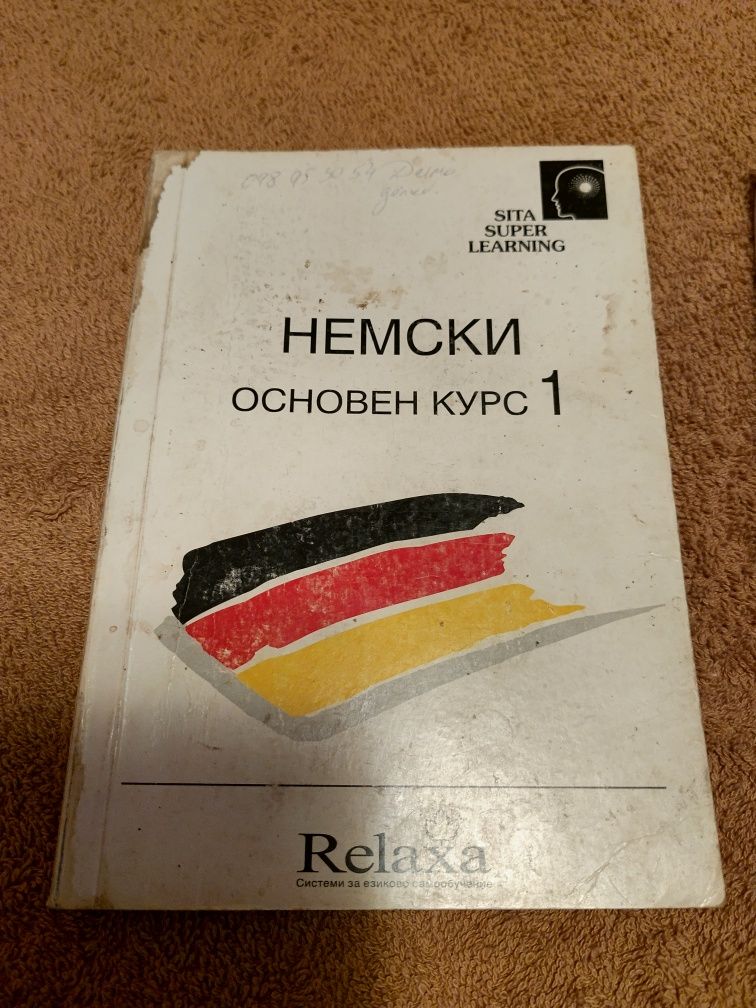 SITA
SUPER
LEARNING
НЕМСКИ
ОСНОВЕН КУРС 1
Relaxa
Системи за езиково самообучение